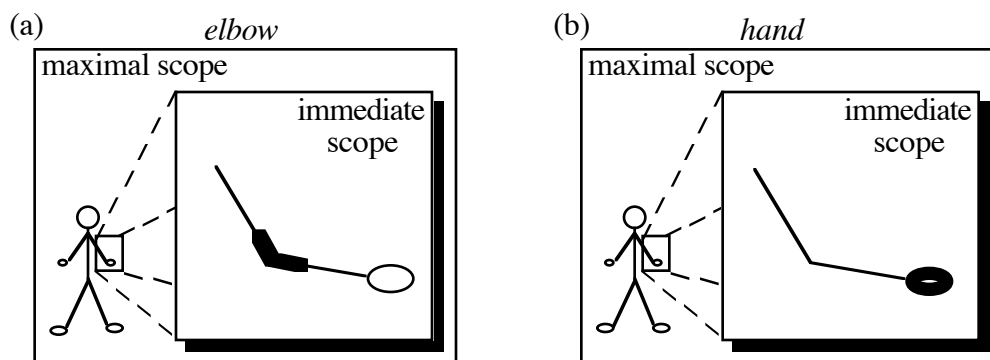 (a) elbow
maximal scope
immediate
scope
(b) hand
maximal scope
immediate
scope